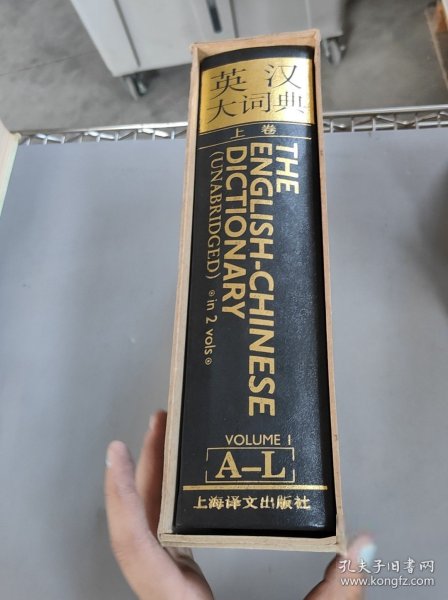 英汉
大词典
上卷
THE
ENGLISH-CHINESE
DICTIONARY
(UNABRIDGED)
in 2 vols
VOLUME I
A-L
上海译文出版社
孔夫子旧书网
www.kongfz.com